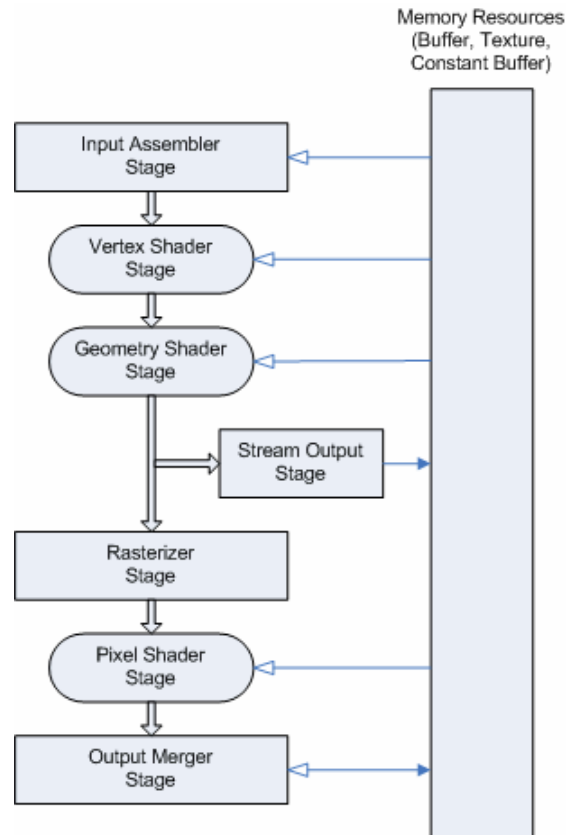 Memory Resources
(Buffer, Texture,
Constant Buffer)
Input Assembler
Stage
Vertex Shader
Stage
Geometry Shader
Stage
Stream Output
Stage
Rasterizer
Stage
Pixel Shader
Stage
Output Merger
Stage